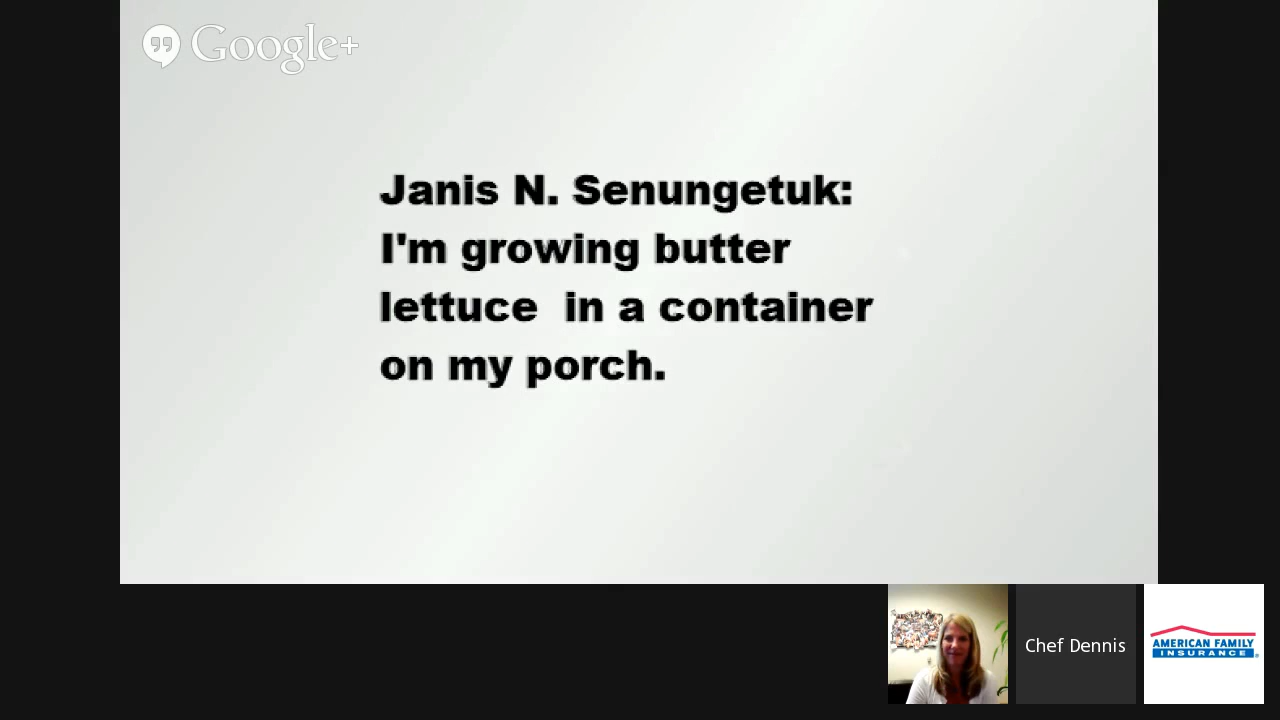 Google+
Janis N. Senungetuk:
I'm growing butter
lettuce  in a container
on my porch.
Chef Dennis
AMERICAN FAMILY
INSURANCE